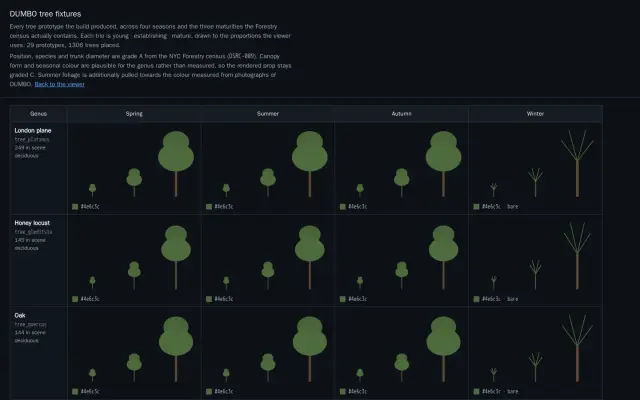 DUMBO tree fixtures
Every tree prototype the build produced, across four seasons and the three maturities the Forestry
census actually contains. Each trio is young · establishing · mature, drawn to the proportions the viewer
uses. 29 prototypes, 1306 trees placed.
Position, species and trunk diameter are grade A from the NYC Forestry census (DSRC-009). Canopy
form and seasonal colour are plausible for the genus rather than measured, so the rendered prop stays
graded C. Summer foliage is additionally pulled towards the colour measured from photographs of
DUMBO. Back to the viewer
Genus Spring Summer Autumn Winter
London plane
tree_platanus
249 in scene
deciduous
#4e6c3c #4e6c3c #4e6c3c #4e6c3c · bare
Honey locust
tree_gleditsia
145 in scene
deciduous
#4e6c3c #4e6c3c #4e6c3c #4e6c3c · bare
Oak
tree_quercus
144 in scene
deciduous
#4e6c3c #4e6c3c #4e6c3c #4e6c3c · bare